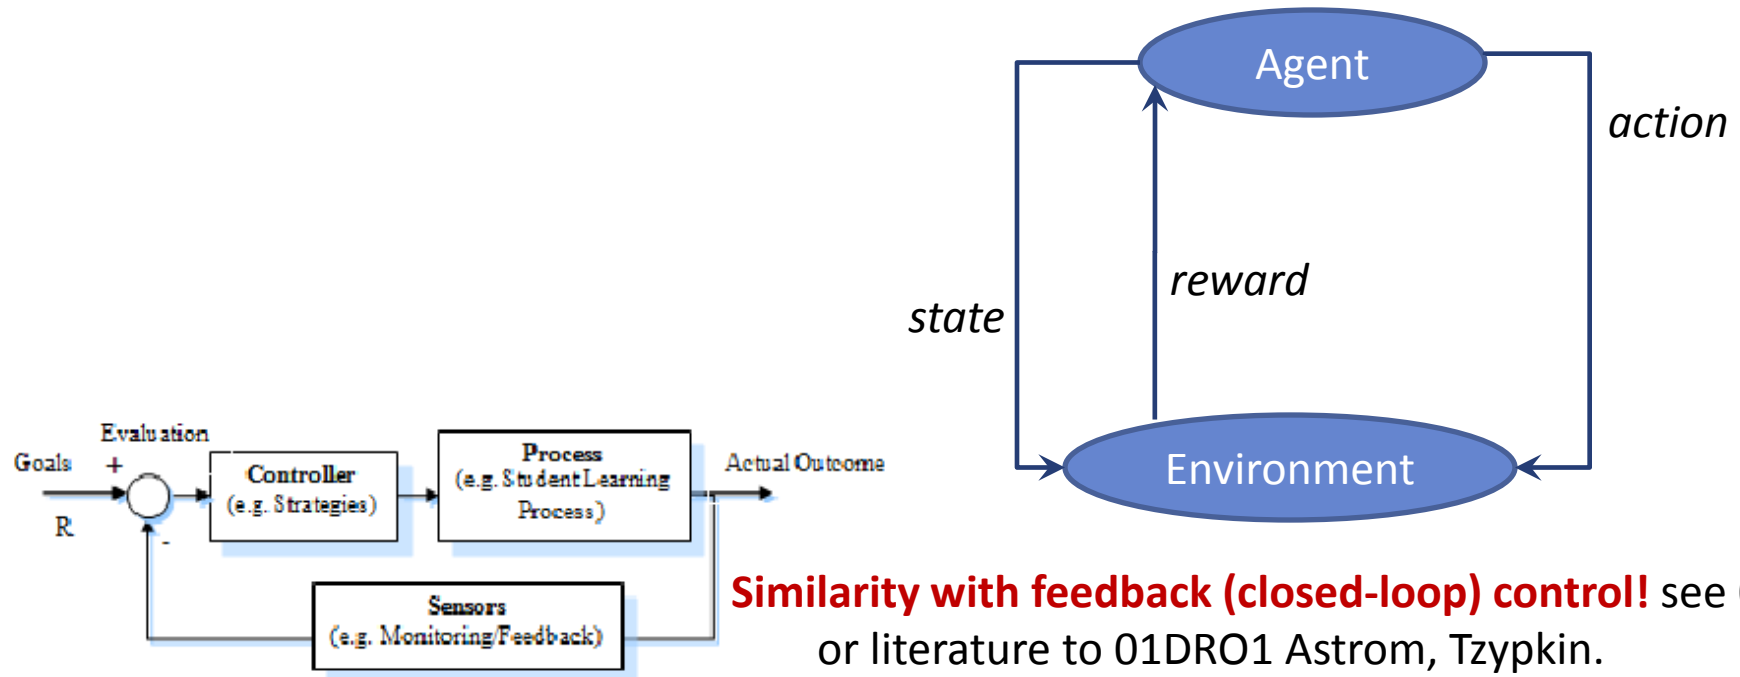 Agent
action
reward
state
Environment
Evaluation
Goals
+
R
-
Controller
(e.g. Strategies)
Process
(e.g. Student Learning
Process)
Actual Outcome
Sensors
(e.g. Monitoring/Feedback)
Similarity with feedback (closed-loop) control! see
or literature to 01DRO1 Astrom, Tzypkin.